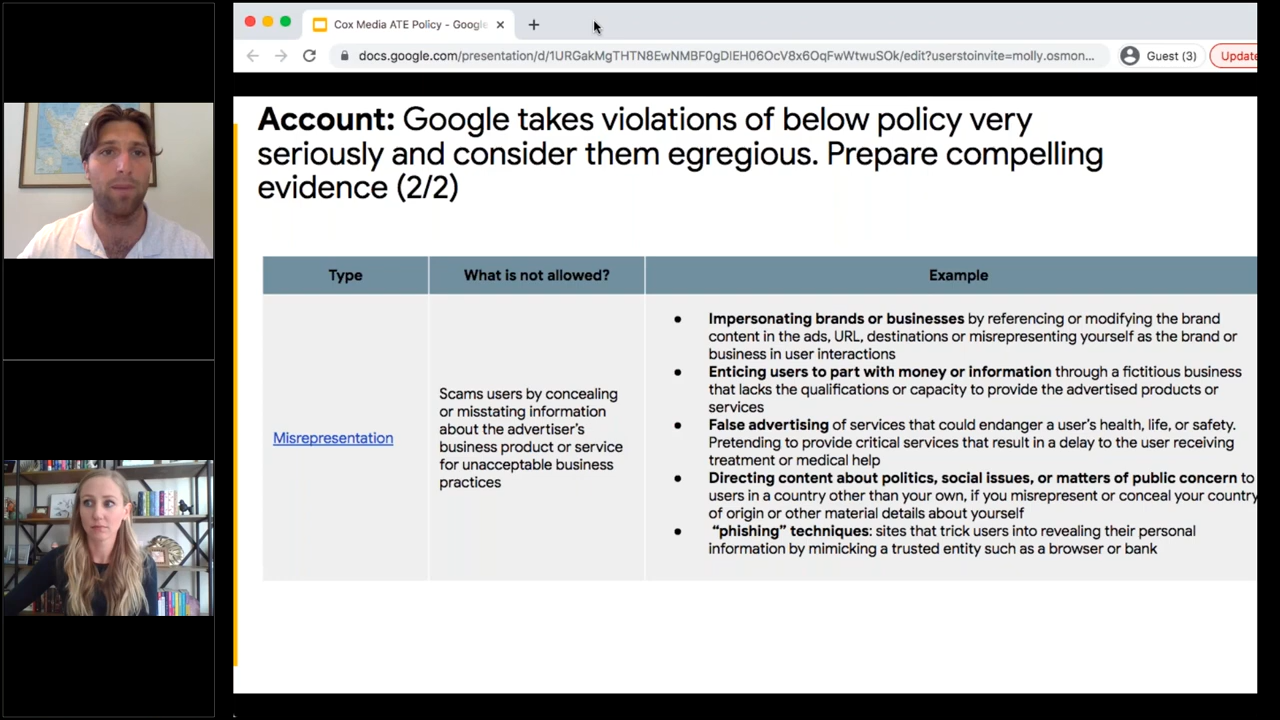 Cox Media ATE Policy - Google
docs.google.com/presentation/d/1URGakMgTHTN8EwNMBF0gDIEH06OcV8x6OqFwWtwuSOk/edit?userstoinvite=molly.osmon...
Guest (3)
Update
Account: Google takes violations of below policy very
seriously and consider them egregious. Prepare compelling
evidence (2/2)
Type
What is not allowed?
Example
Misrepresentation
Scams users by concealing
or misstating information
about the advertiser's
business product or service
for unacceptable business
practices
● Impersonating brands or businesses by referencing or modifying the brand
content in the ads, URL, destinations or misrepresenting yourself as the brand or
business in user interactions
● Enticing users to part with money or information through a fictitious business
that lacks the qualifications or capacity to provide the advertised products or
services
● False advertising of services that could endanger a user's health, life, or safety.
Pretending to provide critical services that result in a delay to the user receiving
treatment or medical help
● Directing content about politics, social issues, or matters of public concern to
users in a country other than your own, if you misrepresent or conceal your country
of origin or other material details about yourself
● “phishing” techniques: sites that trick users into revealing their personal
information by mimicking a trusted entity such as a browser or bank